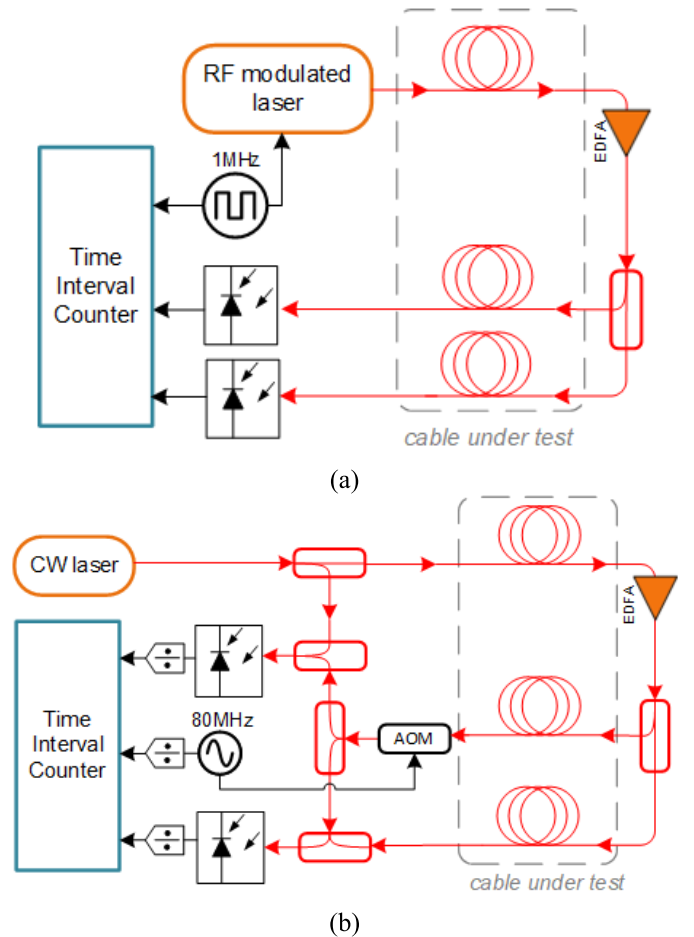 RF modulated
laser
EDFA
1MHz
Time
Interval
Counter
cable under test
(a)
CW laser
EDFA
80MHz
AOM
Time
Interval
Counter
÷
÷
÷
cable under test
(b)